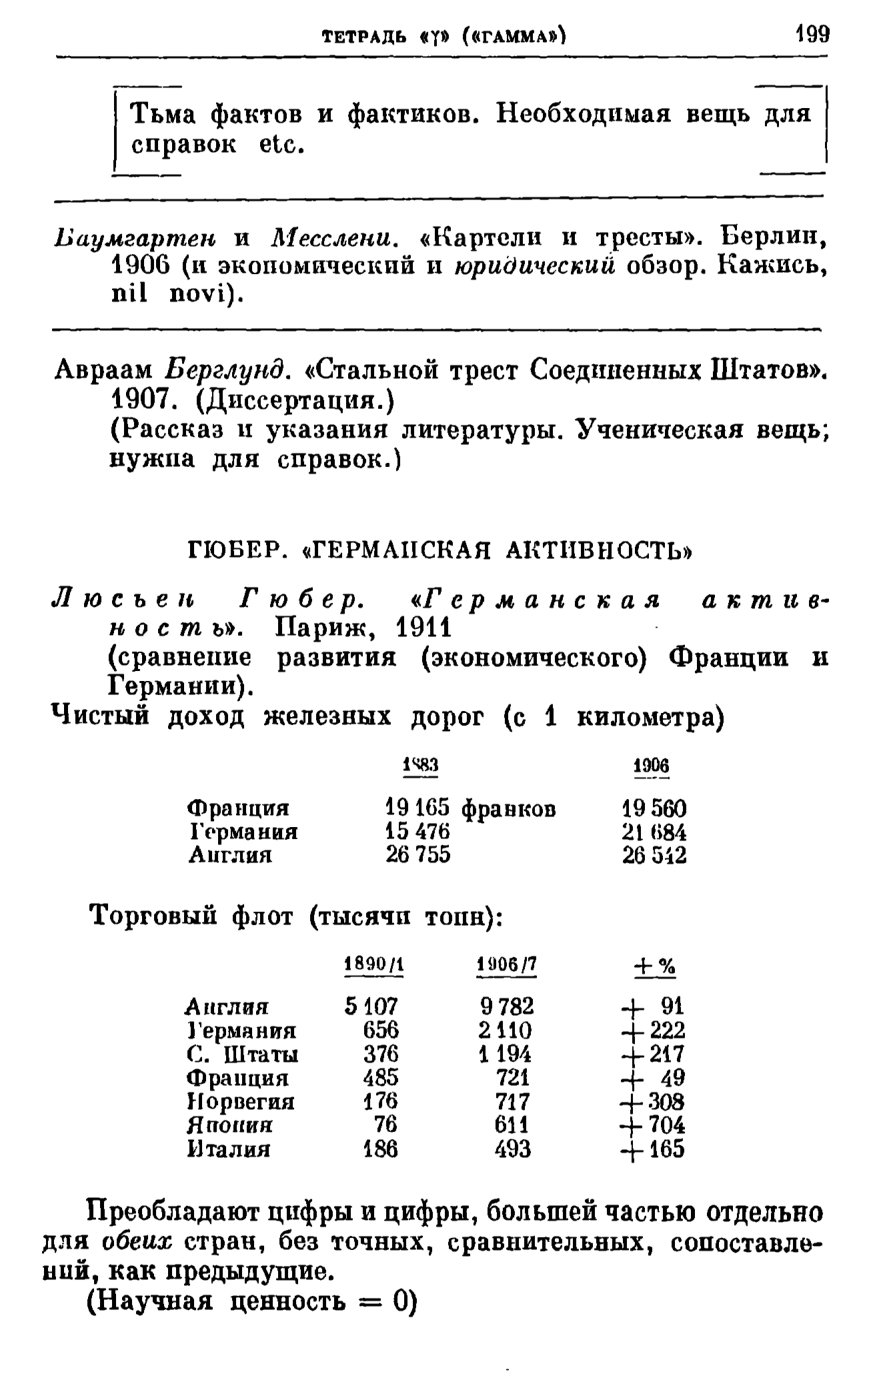 ТЕТРАДЬ «γ» («ГАММА») 199
Тьма фактов и фактиков. Необходимая вещь для
справок etc.
Баумгартен и Месслени. «Картели и тресты». Берлин,
1906 (и экономический и юридический обзор. Кажись,
nil novi).
Авраам Берглунд. «Стальной трест Соединенных Штатов».
1907. (Диссертация.)
(Рассказ и указания литературы. Ученическая вещь;
нужна для справок.)
ГЮБЕР. «ГЕРМАНСКАЯ АКТИВНОСТЬ»
Люсьен Гюбер. «Германская актив-
ность». Париж, 1911
(сравнение развития (экономического) Франции и
Германии).
Чистый доход железных дорог (с 1 километра)
1883 1906
Франция 19 165 франков 19 560
Германия 15 476 21 684
Англия 26 755 26 542
Торговый флот (тысячи тонн):
1890/1 1906/7 + %
Англия 5 107 9 782 + 91
Германия 656 2 110 + 222
С. Штаты 376 1 194 + 217
Франция 485 721 + 49
Норвегия 176 717 + 308
Япония 76 611 + 704
Италия 186 493 + 165
Преобладают цифры и цифры, большей частью отдельно
для обеих стран, без точных, сравнительных, сопоставле-
ний, как предыдущие.
(Научная ценность = 0)